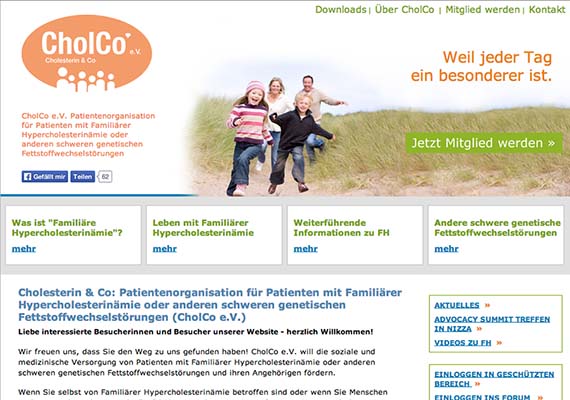 Downloads | Über CholCo | Mitglied werden | Kontakt
CholCo e.V.
Cholesterin & Co
Weil jeder Tag
ein besonderer ist.
CholCo e.V. Patientenorganisation
für Patienten mit Familiärer
Hypercholesterinämie oder
anderen schweren genetischen
Fettstoffwechselstörungen
Jetzt Mitglied werden »
Gefällt mir Teilen 62
Was ist "Familiäre
Hypercholesterinämie"?
mehr
Leben mit Familiärer
Hypercholesterinämie
mehr
Weiterführende
Informationen zu FH
mehr
Andere schwere genetische
Fettstoffwechselstörungen
mehr
Cholesterin & Co: Patientenorganisation für Patienten mit Familiärer
Hypercholesterinämie oder anderen schweren genetischen
Fettstoffwechselstörungen (CholCo e.V.)
Liebe interessierte Besucherinnen und Besucher unserer Website - herzlich Willkommen!
Wir freuen uns, dass Sie den Weg zu uns gefunden haben! CholCo e.V. will die soziale und
medizinische Versorgung von Patienten mit Familiärer Hypercholesterinämie oder anderen
schweren genetischen Fettstoffwechselstörungen und ihren Angehörigen fördern.
Wenn Sie selbst von Familiärer Hypercholesterinämie betroffen sind oder wenn Sie Menschen
AKTUELLES »
ADVOCACY SUMMIT TREFFEN
IN NIZZA »
VIDEOS ZU FH »
EINLOGGEN IN GESCHÜTZTEN
BEREICH »
EINLOGGEN INS FORUM »